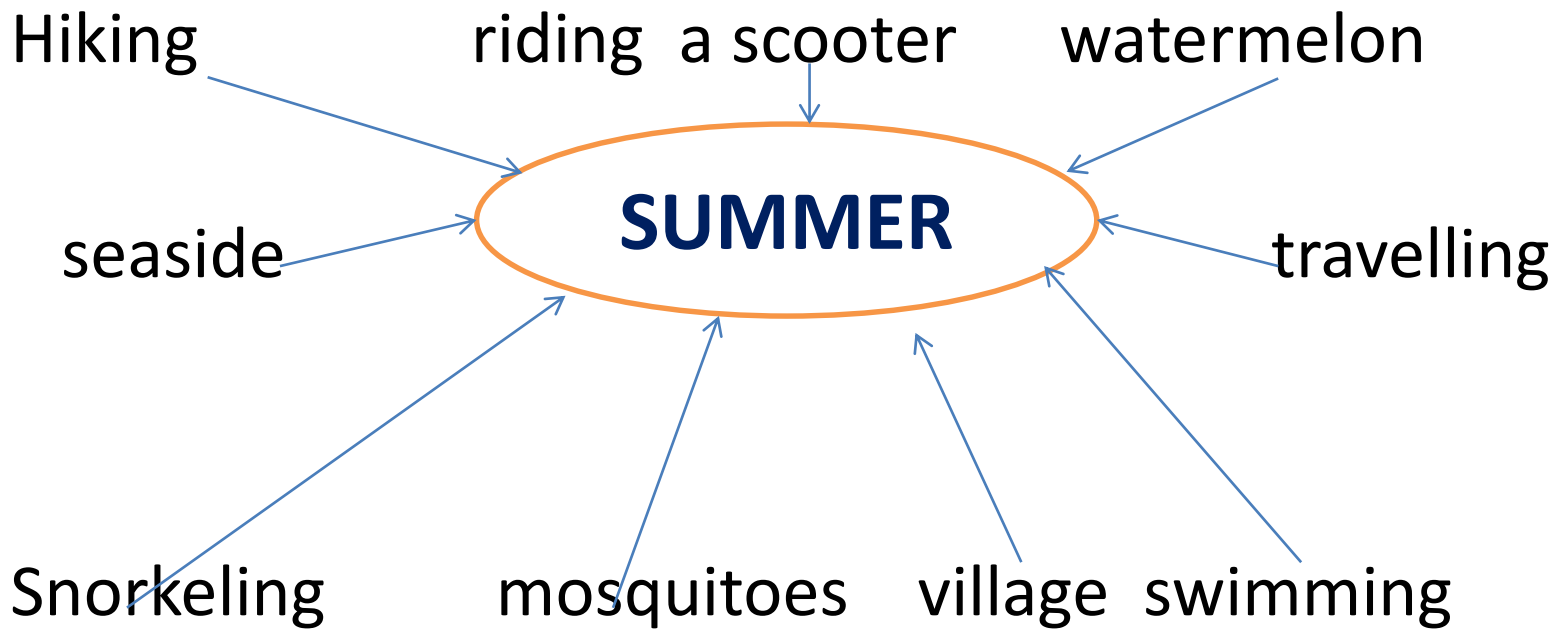 Hiking riding a scooter watermelon
SUMMER
seaside travelling
Snorkeling mosquitoes village swimming